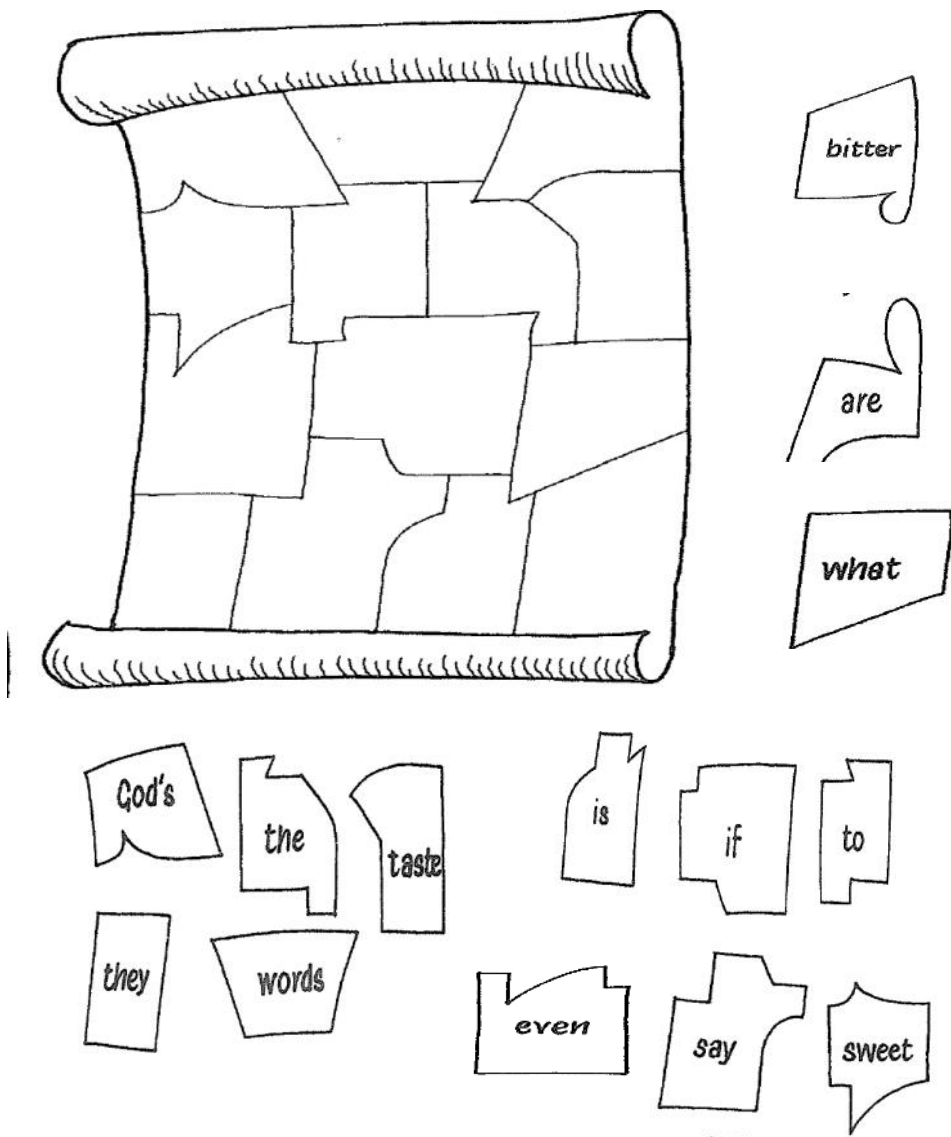 bitter
are
what
God's
the
taste
is
if
to
they
words
even
say
sweet